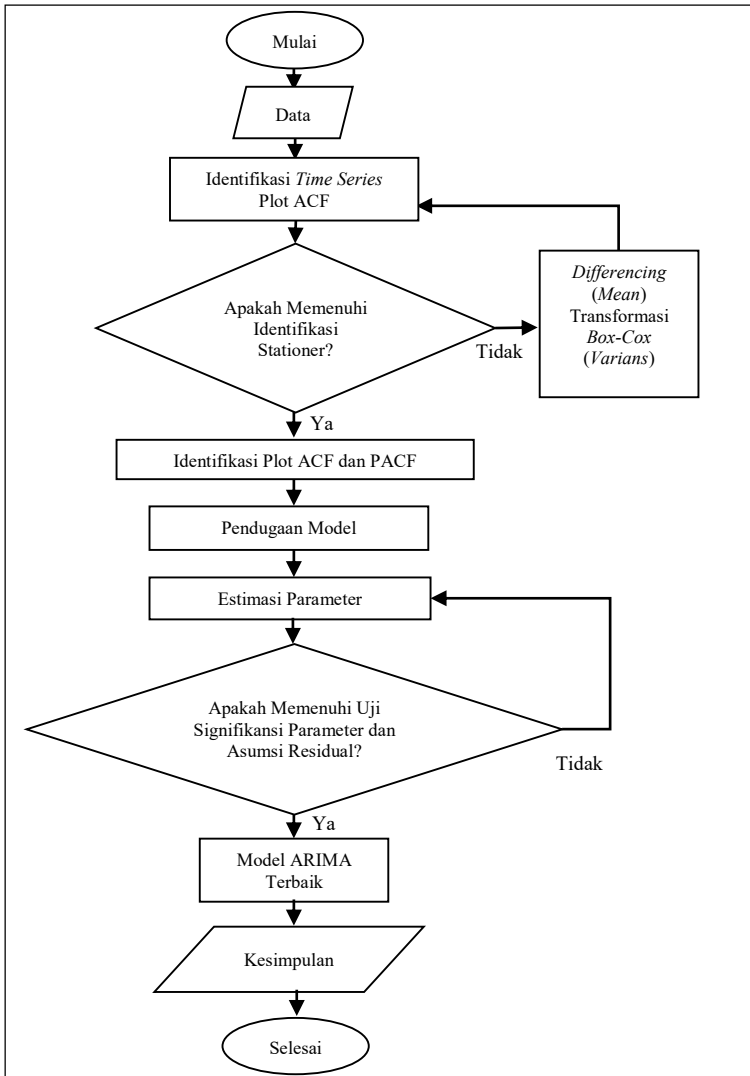 Mulai
Data
Identifikasi Time Series
Plot ACF
Apakah Memenuhi
Identifikasi
Stationer?
Tidak
Differencing
(Mean)
Transformasi
Box-Cox
(Varians)
Ya
Identifikasi Plot ACF dan PACF
Pendugaan Model
Estimasi Parameter
Apakah Memenuhi Uji
Signifikansi Parameter dan
Asumsi Residual?
Tidak
Ya
Model ARIMA
Terbaik
Kesimpulan
Selesai